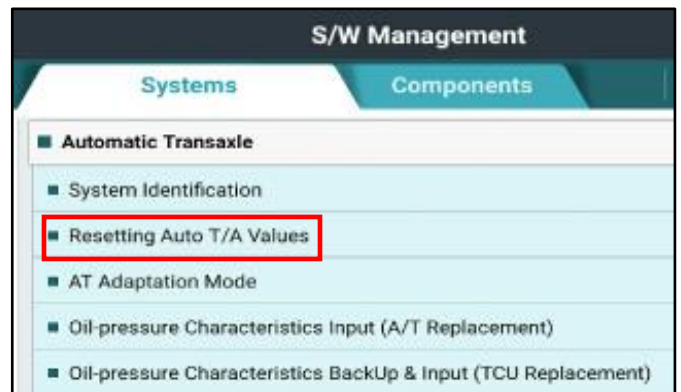 S/W Management
Systems
Components
Automatic Transaxle
System Identification
Resetting Auto T/A Values
AT Adaptation Mode
Oil-pressure Characteristics Input (A/T Replacement)
Oil-pressure Characteristics BackUp & Input (TCU Replacement)